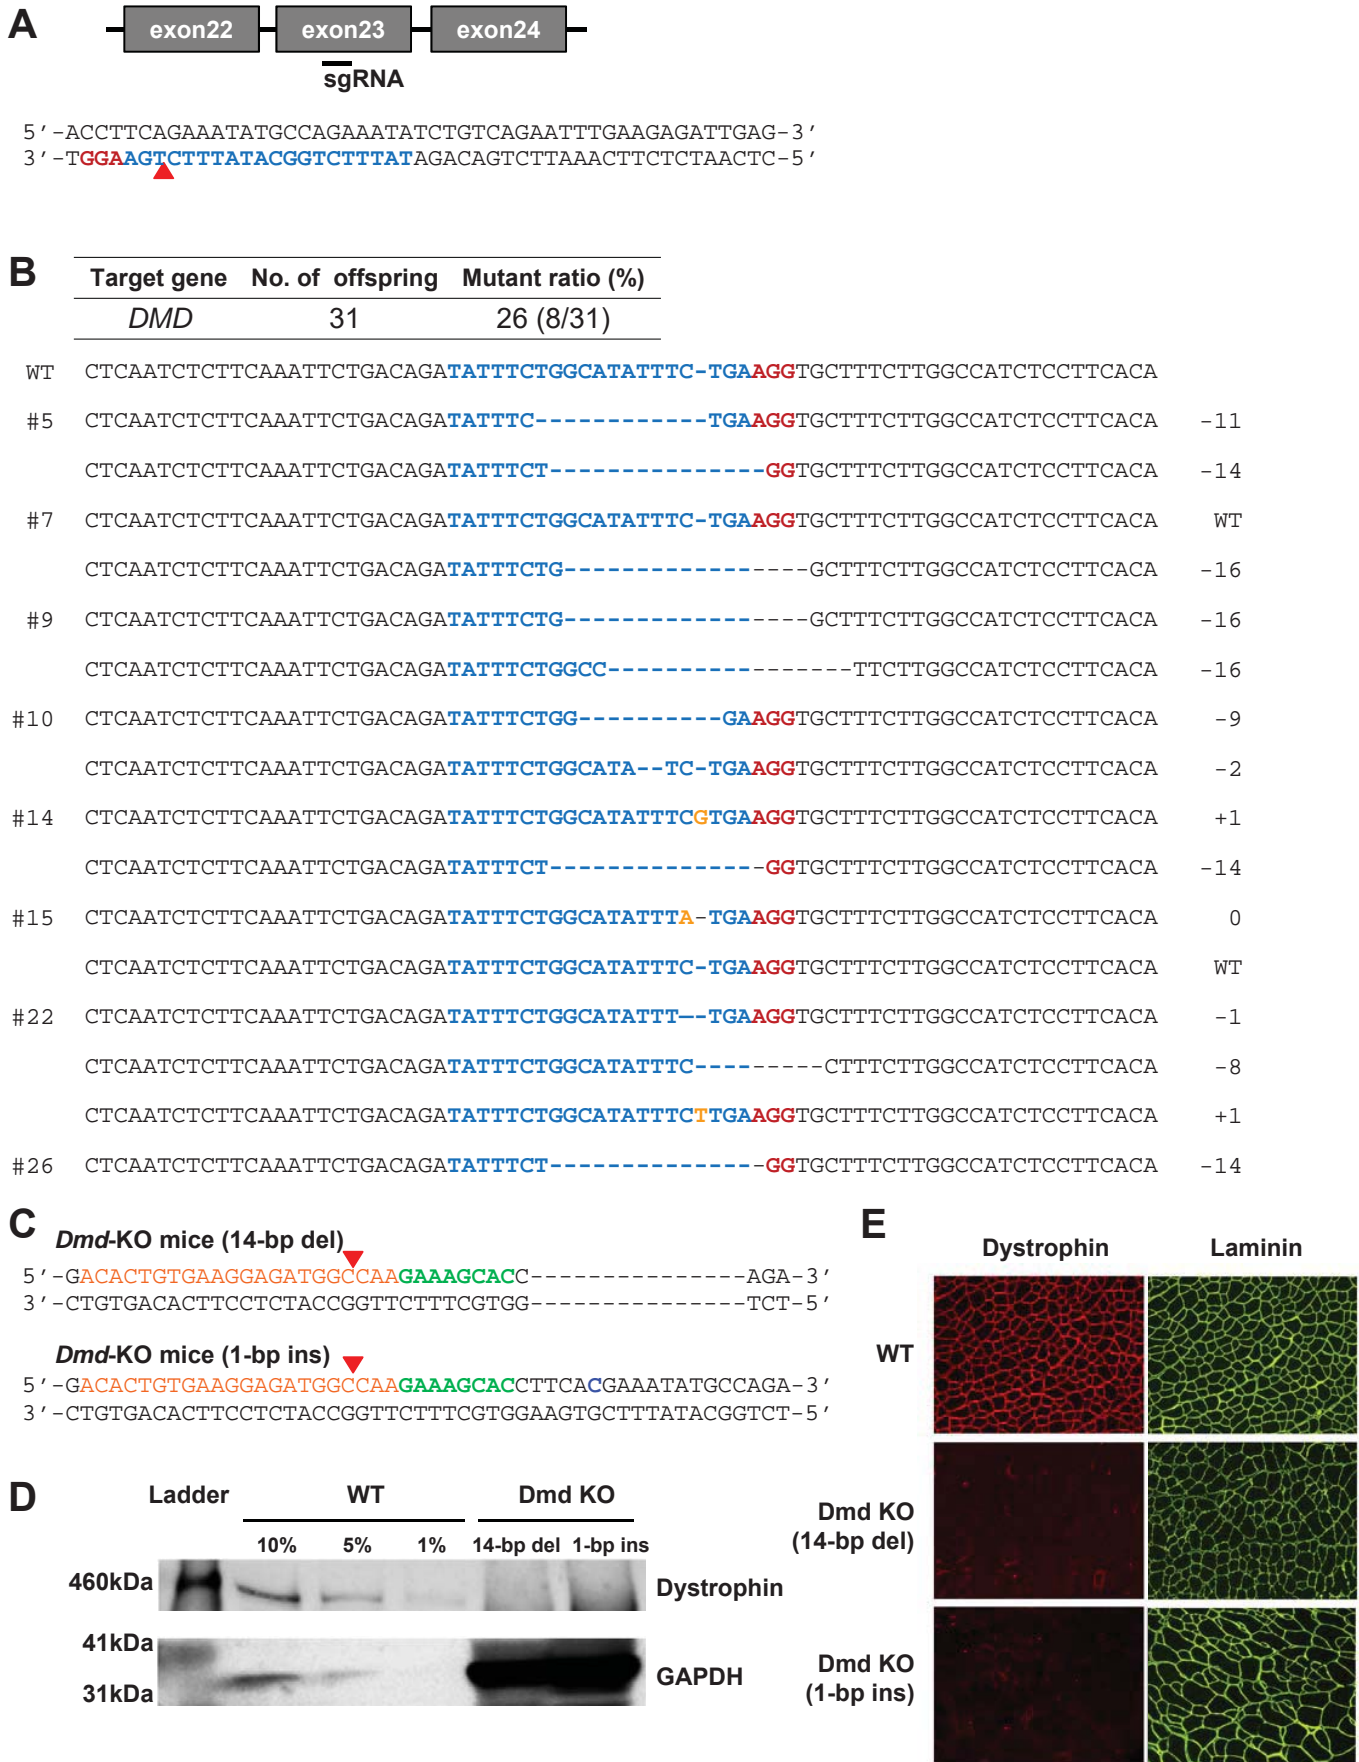 A
exon22 exon23 exon24
sgRNA
5′-ACCTTCAGAAATATGCCAGAAATATCTGTCAGAATTTGAAGAGATTGAG-3′
3′-TGGAAGTCTTTATACGGTCTTTATAGACAGTCTTAAACTTCTCTAACTC-5′
B
Target gene No. of offspring Mutant ratio (%)
DMD 31 26 (8/31)
WT CTCAATCTCTTCAAATTCTGACAGATATTTCTGGCATATTTC-TGAAGGTGCTTTCTTGGCCATCTCCTTCACA
#5 CTCAATCTCTTCAAATTCTGACAGATATTTC------------TGAAGGTGCTTTCTTGGCCATCTCCTTCACA -11
CTCAATCTCTTCAAATTCTGACAGATATTTCT---------------GGTGCTTTCTTGGCCATCTCCTTCACA -14
#7 CTCAATCTCTTCAAATTCTGACAGATATTTCTGGCATATTTC-TGAAGGTGCTTTCTTGGCCATCTCCTTCACA WT
CTCAATCTCTTCAAATTCTGACAGATATTTCTG-----------------GCTTTCTTGGCCATCTCCTTCACA -16
#9 CTCAATCTCTTCAAATTCTGACAGATATTTCTG-----------------GCTTTCTTGGCCATCTCCTTCACA -16
CTCAATCTCTTCAAATTCTGACAGATATTTCTGGCC-----------------TTCTTGGCCATCTCCTTCACA -16
#10 CTCAATCTCTTCAAATTCTGACAGATATTTCTGG----------GAAGGTGCTTTCTTGGCCATCTCCTTCACA -9
CTCAATCTCTTCAAATTCTGACAGATATTTCTGGCATA--TC-TGAAGGTGCTTTCTTGGCCATCTCCTTCACA -2
#14 CTCAATCTCTTCAAATTCTGACAGATATTTCTGGCATATTTCGTGAAGGTGCTTTCTTGGCCATCTCCTTCACA +1
CTCAATCTCTTCAAATTCTGACAGATATTTCT---------------GGTGCTTTCTTGGCCATCTCCTTCACA -14
#15 CTCAATCTCTTCAAATTCTGACAGATATTTCTGGCATATTTA-TGAAGGTGCTTTCTTGGCCATCTCCTTCACA 0
CTCAATCTCTTCAAATTCTGACAGATATTTCTGGCATATTTC-TGAAGGTGCTTTCTTGGCCATCTCCTTCACA WT
#22 CTCAATCTCTTCAAATTCTGACAGATATTTCTGGCATATTT--TGAAGGTGCTTTCTTGGCCATCTCCTTCACA -1
CTCAATCTCTTCAAATTCTGACAGATATTTCTGGCATATTTC---------CTTTCTTGGCCATCTCCTTCACA -8
CTCAATCTCTTCAAATTCTGACAGATATTTCTGGCATATTTCTTGAAGGTGCTTTCTTGGCCATCTCCTTCACA +1
#26 CTCAATCTCTTCAAATTCTGACAGATATTTCT---------------GGTGCTTTCTTGGCCATCTCCTTCACA -14
C
Dmd-KO mice (14-bp del)
5′-GACACTGTGAAGGAGATGGCCAAGAAAGCACC---------------AGA-3′
3′-CTGTGACACTTCCTCTACCGGTTCTTTCGTGG---------------TCT-5′
Dmd-KO mice (1-bp ins)
5′-GACACTGTGAAGGAGATGGCCAAGAAAGCACCTTCACGAAATATGCCAGA-3′
3′-CTGTGACACTTCCTCTACCGGTTCTTTCGTGGAAGTGCTTTATACGGTCT-5′
D
Ladder WT Dmd KO
10% 5% 1% 14-bp del 1-bp ins
460kDa Dystrophin
41kDa
31kDa GAPDH
E
Dystrophin Laminin
WT
Dmd KO
(14-bp del)
Dmd KO
(1-bp ins)